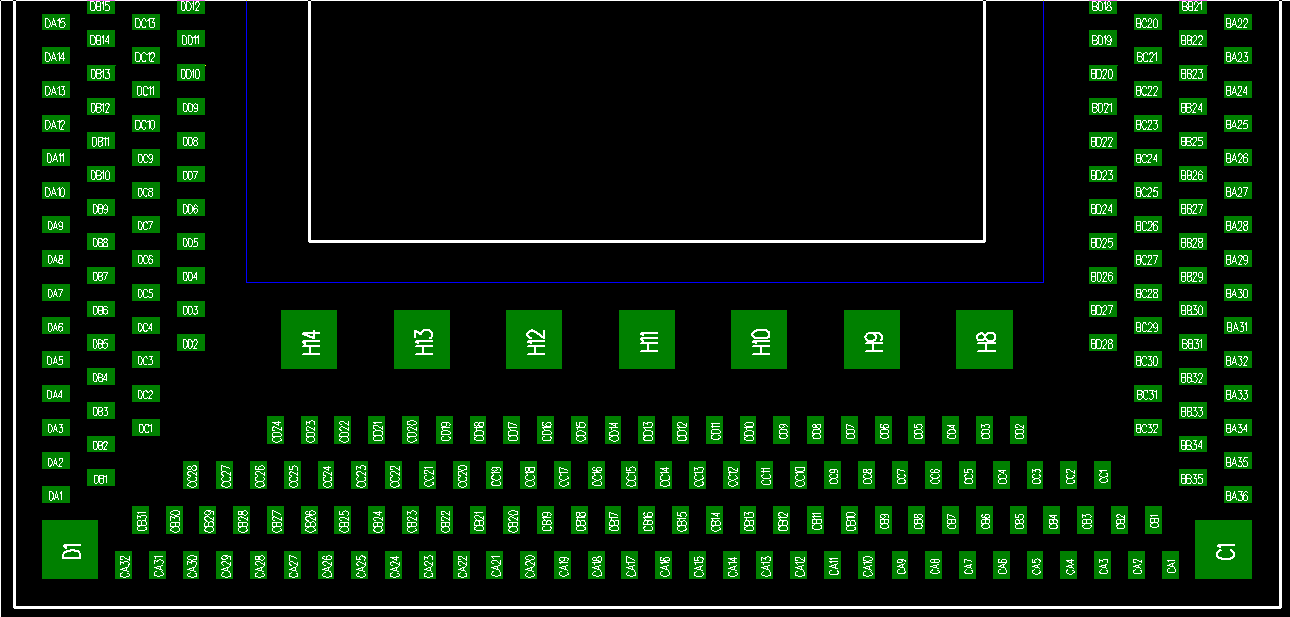 DB15 DD12 BD18 BB21
DA15 DC13 BC20 BA22
DB14 DD11 BD19 BB22
DA14 DC12 BC21 BA23
DB13 DD10 BD20 BB23
DA13 DC11 BC22 BA24
DB12 DD9 BD21 BB24
DA12 DC10 BC23 BA25
DB11 DD8 BD22 BB25
DA11 DC9 BC24 BA26
DB10 DD7 BD23 BB26
DA10 DC8 BC25 BA27
DB9 DD6 BD24 BB27
DA9 DC7 BC26 BA28
DB8 DD5 BD25 BB28
DA8 DC6 BC27 BA29
DB7 DD4 BD26 BB29
DA7 DC5 BC28 BA30
DB6 DD3 BD27 BB30
DA6 DC4 BC29 BA31
DB5 DD2 H14 H13 H12 H11 H10 H9 H8 BD28 BB31
DA5 DC3 BC30 BA32
DB4 BB32
DA4 DC2 BC31 BA33
DB3 BB33
DA3 DC1 CD24 CD23 CD22 CD21 CD20 CD19 CD18 CD17 CD16 CD15 CD14 CD13 CD12 CD11 CD10 CD9 CD8 CD7 CD6 CD5 CD4 CD3 CD2 BC32 BA34
DB2 BB34
DA2 BA35
DB1 CC28 CC27 CC26 CC25 CC24 CC23 CC22 CC21 CC20 CC19 CC18 CC17 CC16 CC15 CC14 CC13 CC12 CC11 CC10 CC9 CC8 CC7 CC6 CC5 CC4 CC3 CC2 CC1 BB35
DA1 BA36
CB31 CB30 CB29 CB28 CB27 CB26 CB25 CB24 CB23 CB22 CB21 CB20 CB19 CB18 CB17 CB16 CB15 CB14 CB13 CB12 CB11 CB10 CB9 CB8 CB7 CB6 CB5 CB4 CB3 CB2 CB1
D1 C1
CA32 CA31 CA30 CA29 CA28 CA27 CA26 CA25 CA24 CA23 CA22 CA21 CA20 CA19 CA18 CA17 CA16 CA15 CA14 CA13 CA12 CA11 CA10 CA9 CA8 CA7 CA6 CA5 CA4 CA3 CA2 CA1